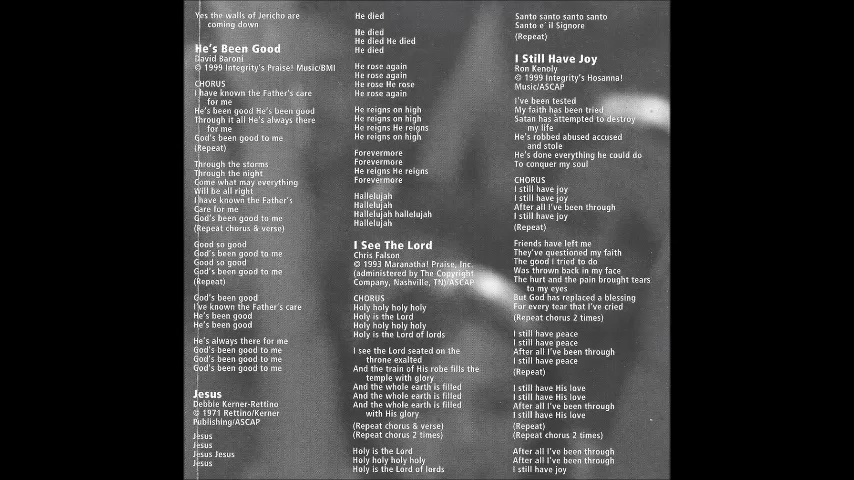 Yes the walls of Jericho are
coming down
He's Been Good
David Baroni
© 1999 Integrity's Praise! Music/BMI
CHORUS
I have known the Father's care
for me
He's been good He's been good
Through it all He's always there
for me
God's been good to me
(Repeat)
Through the storms
Through the night
Come what may everything
Will be all right
I have known the Father's
Care for me
God's been good to me
(Repeat chorus & verse)
Good so good
God's been good to me
Good so good
God's been good to me
(Repeat)
God's been good
I've known the Father's care
He's been good
He's been good
He's always there for me
God's been good to me
God's been good to me
God's been good to me
Jesus
Debbie Kerner-Rettino
© 1971 Rettino/Kerner
Publishing/ASCAP
Jesus
Jesus
Jesus Jesus
Jesus
He died
He died
He died He died
He died
He rose again
He rose again
He rose He rose
He rose again
He reigns on high
He reigns on high
He reigns He reigns
He reigns on high
Forevermore
Forevermore
He reigns He reigns
Forevermore
Hallelujah
Hallelujah
Hallelujah hallelujah
Hallelujah
I See The Lord
Chris Falson
© 1993 Maranatha! Praise, Inc.
(administered by The Copyright
Company, Nashville, TN)/ASCAP
CHORUS
Holy holy holy holy
Holy is the Lord
Holy holy holy holy
Holy is the Lord of lords
I see the Lord seated on the
throne exalted
And the train of His robe fills the
temple with glory
And the whole earth is filled
And the whole earth is filled
And the whole earth is filled
with His glory
(Repeat chorus & verse)
(Repeat chorus 2 times)
Holy is the Lord
Holy holy holy holy
Holy is the Lord of lords
Santo santo santo santo
Santo e' il Signore
(Repeat)
I Still Have Joy
Ron Kenoly
© 1999 Integrity's Hosanna!
Music/ASCAP
I've been tested
My faith has been tried
Satan has attempted to destroy
my life
He's robbed abused accused
and stole
He's done everything he could do
To conquer my soul
CHORUS
I still have joy
I still have joy
After all I've been through
I still have joy
(Repeat)
Friends have left me
They've questioned my faith
The good I tried to do
Was thrown back in my face
The hurt and the pain brought tears
to my eyes
But God has replaced a blessing
For every tear that I've cried
(Repeat chorus 2 times)
I still have peace
I still have peace
After all I've been through
I still have peace
(Repeat)
I still have His love
I still have His love
After all I've been through
I still have His love
(Repeat)
(Repeat chorus 2 times)
After all I've been through
After all I've been through
I still have joy